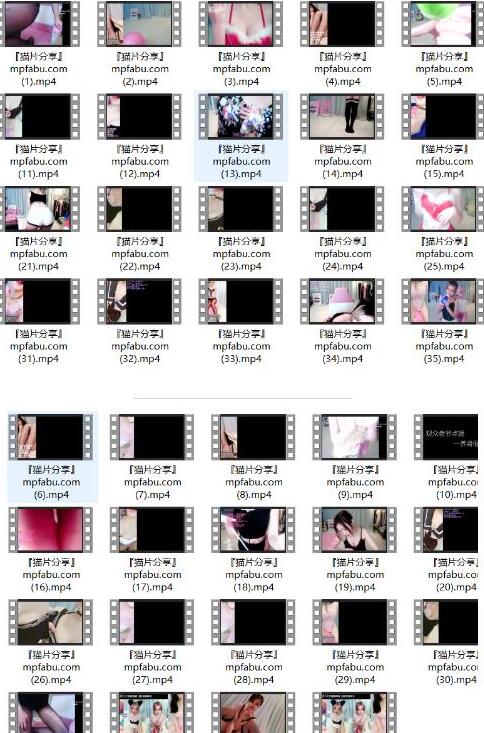 『猫片分享』
mpfabu.com
(1).mp4
『猫片分享』
mpfabu.com
(2).mp4
『猫片分享』
mpfabu.com
(3).mp4
『猫片分享』
mpfabu.com
(4).mp4
『猫片分享』
mpfabu.com
(5).mp4
『猫片分享』
mpfabu.com
(11).mp4
『猫片分享』
mpfabu.com
(12).mp4
『猫片分享』
mpfabu.com
(13).mp4
『猫片分享』
mpfabu.com
(14).mp4
『猫片分享』
mpfabu.com
(15).mp4
『猫片分享』
mpfabu.com
(21).mp4
『猫片分享』
mpfabu.com
(22).mp4
『猫片分享』
mpfabu.com
(23).mp4
『猫片分享』
mpfabu.com
(24).mp4
『猫片分享』
mpfabu.com
(25).mp4
『猫片分享』
mpfabu.com
(31).mp4
『猫片分享』
mpfabu.com
(32).mp4
『猫片分享』
mpfabu.com
(33).mp4
『猫片分享』
mpfabu.com
(34).mp4
『猫片分享』
mpfabu.com
(35).mp4
『猫片分享』
mpfabu.com
(6).mp4
『猫片分享』
mpfabu.com
(7).mp4
『猫片分享』
mpfabu.com
(8).mp4
『猫片分享』
mpfabu.com
(9).mp4
『猫片分享』
mpfabu.com
(10).mp4
『猫片分享』
mpfabu.com
(16).mp4
『猫片分享』
mpfabu.com
(17).mp4
『猫片分享』
mpfabu.com
(18).mp4
『猫片分享』
mpfabu.com
(19).mp4
『猫片分享』
mpfabu.com
(20).mp4
『猫片分享』
mpfabu.com
(26).mp4
『猫片分享』
mpfabu.com
(27).mp4
『猫片分享』
mpfabu.com
(28).mp4
『猫片分享』
mpfabu.com
(29).mp4
『猫片分享』
mpfabu.com
(30).mp4